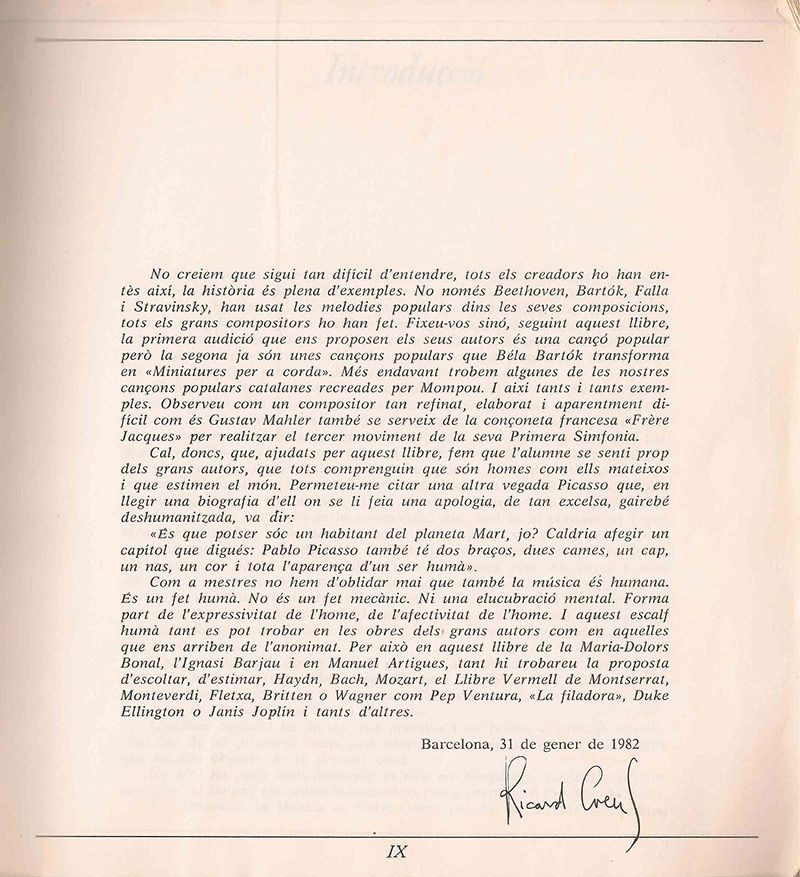 No creiem que sigui tan difícil d'entendre, tots els creadors ho han en-
tès així, la història és plena d'exemples. No només Beethoven, Bartók, Falla
i Stravinsky, han usat les melodies populars dins les seves composicions,
tots els grans compositors ho han fet. Fixeu-vos sinó, seguint aquest llibre,
la primera audició que ens proposen els seus autors és una cançó popular
però la segona ja són unes cançons populars que Béla Bartók transforma
en «Miniatures per a corda». Més endavant trobem algunes de les nostres
cançons populars catalanes recreades per Mompou. I així tants i tants exem-
ples. Observeu com un compositor tan refinat, elaborat i aparentment di-
fícil com és Gustav Mahler també se serveix de la conçoneta francesa «Frère
Jacques» per realitzar el tercer moviment de la seva Primera Simfonia.
Cal, doncs, que, ajudats per aquest llibre, fem que l'alumne se senti prop
dels grans autors, que tots comprenguin que són homes com ells mateixos
i que estimen el món. Permeteu-me citar una altra vegada Picasso que, en
llegir una biografia d'ell on se li feia una apologia, de tan excelsa, gairebé
deshumanitzada, va dir:
«És que potser sóc un habitant del planeta Mart, jo? Caldria afegir un
capítol que digués: Pablo Picasso també té dos braços, dues cames, un cap,
un nas, un cor i tota l'aparença d'un ser humà».
Com a mestres no hem d'oblidar mai que també la música és humana.
És un fet humà. No és un fet mecànic. Ni una elucubració mental. Forma
part de l'expressivitat de l'home, de l'afectivitat de l'home. I aquest escalf
humà tant es pot trobar en les obres dels grans autors com en aquelles
que ens arriben de l'anonimat. Per això en aquest llibre de la Maria-Dolors
Bonal, l'Ignasi Barjau i en Manuel Artigues, tant hi trobareu la proposta
d'escoltar, d'estimar, Haydn, Bach, Mozart, el Llibre Vermell de Montserrat,
Monteverdi, Fletxa, Britten o Wagner com Pep Ventura, «La filadora», Duke
Ellington o Janis Joplin i tants d'altres.
Barcelona, 31 de gener de 1982
Ricard Creus
IX